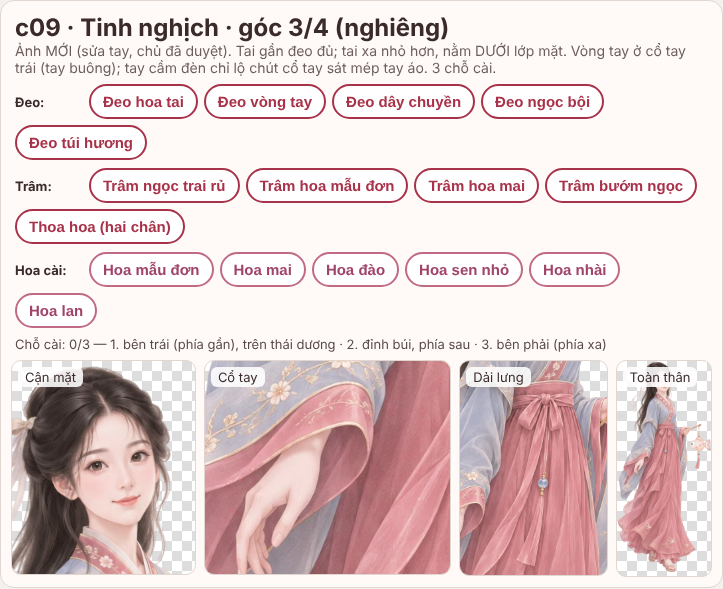 c09 · Tinh nghịch · góc 3/4 (nghiêng)
Ảnh MỚI (sửa tay, chủ đã duyệt). Tai gần đeo đủ; tai xa nhỏ hơn, nằm DƯỚI lớp mặt. Vòng tay ở cổ tay
trái (tay buông); tay cầm đèn chỉ lộ chút cổ tay sát mép tay áo. 3 chỗ cài.
Đeo: Đeo hoa tai Đeo vòng tay Đeo dây chuyền Đeo ngọc bội
Đeo túi hương
Trâm: Trâm ngọc trai rủ Trâm hoa mẫu đơn Trâm hoa mai Trâm bướm ngọc
Thoa hoa (hai chân)
Hoa cài: Hoa mẫu đơn Hoa mai Hoa đào Hoa sen nhỏ Hoa nhài
Hoa lan
Chỗ cài: 0/3 — 1. bên trái (phía gần), trên thái dương · 2. đỉnh búi, phía sau · 3. bên phải (phía xa)
Cận mặt Cổ tay Dải lưng Toàn thân